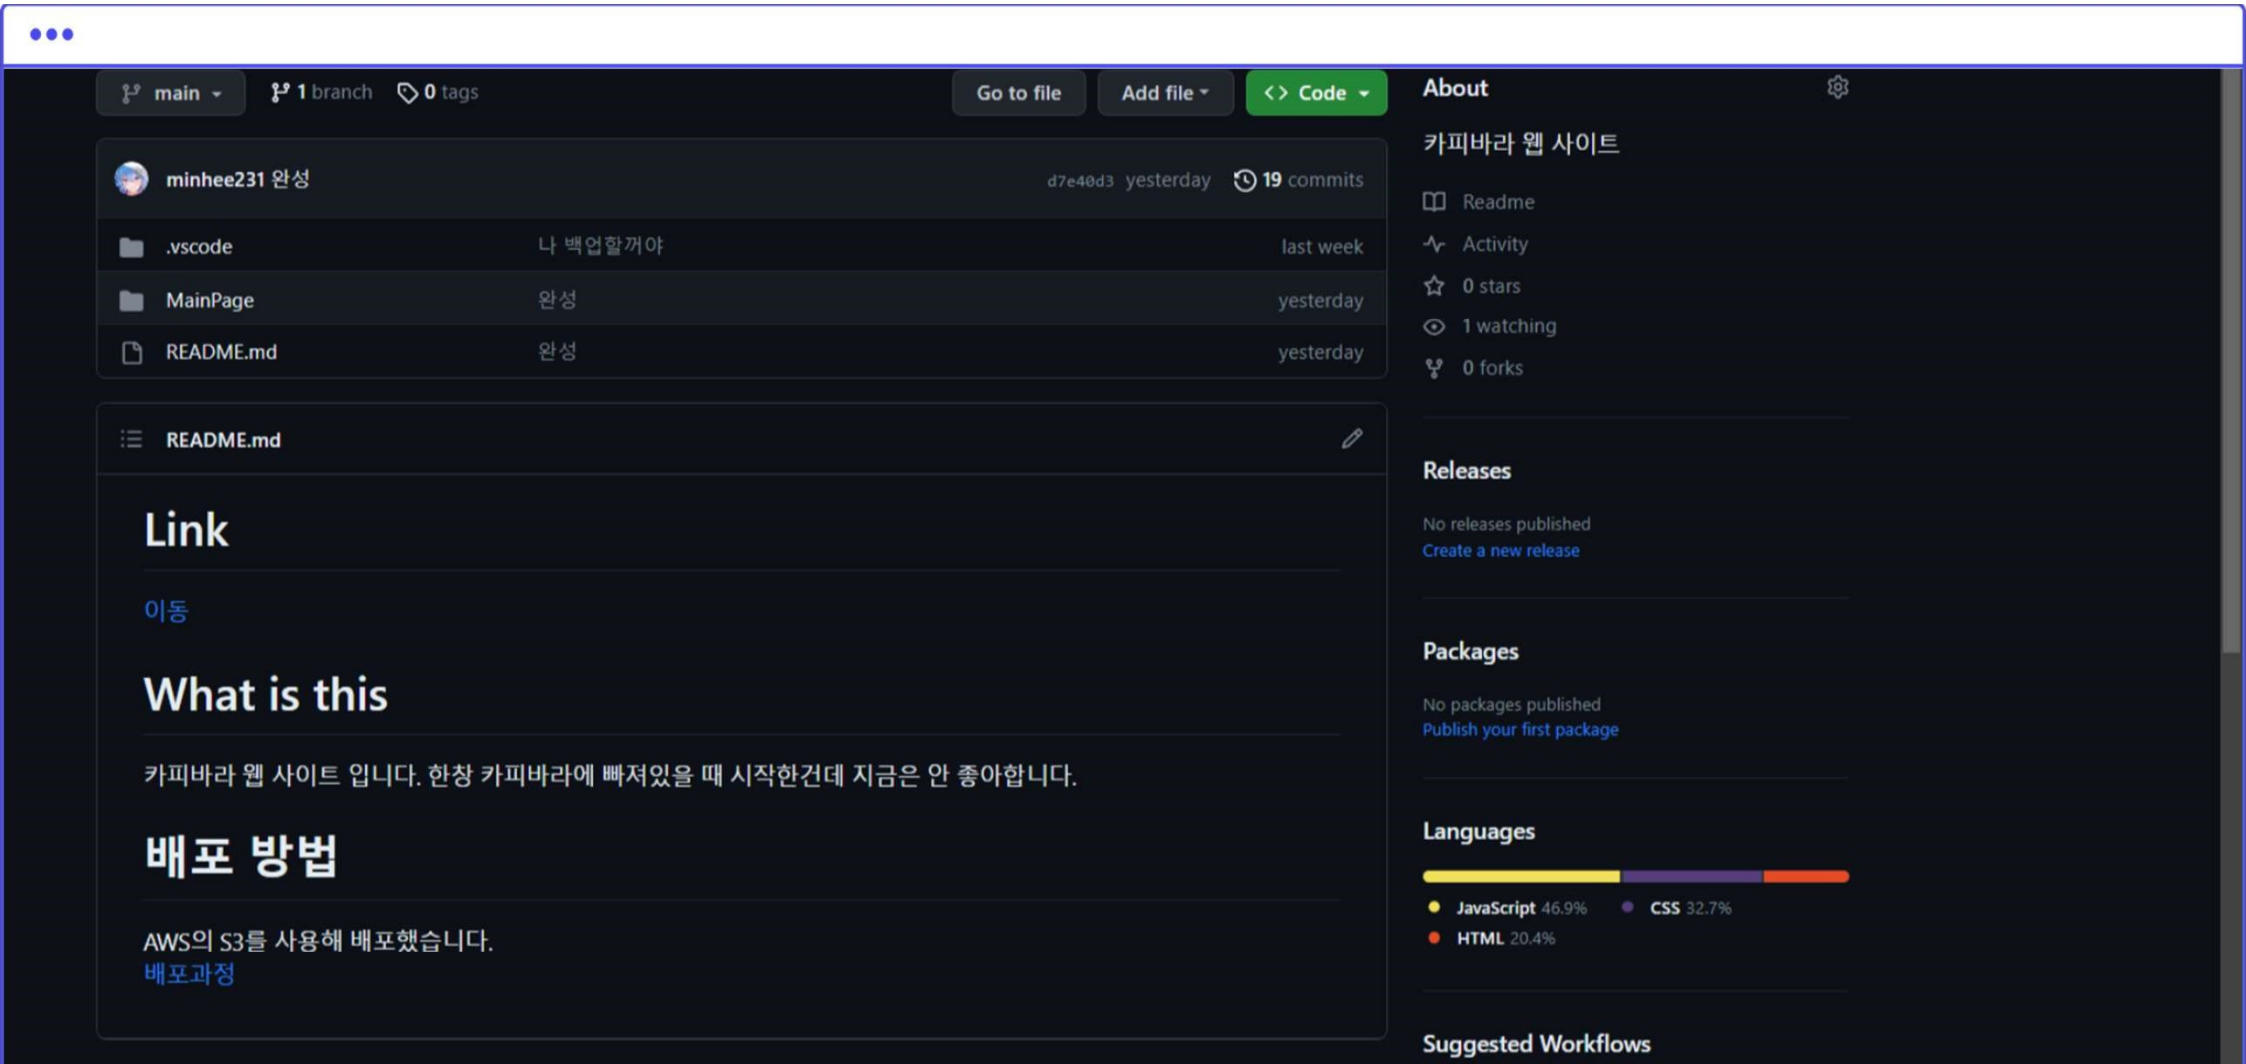 main 1 branch 0 tags Go to file Add file <> Code
minhee231 완성 d7e40d3 yesterday 19 commits
.vscode 나 백업할꺼야 last week
MainPage 완성 yesterday
README.md 완성 yesterday
README.md
Link
이동
What is this
카피바라 웹 사이트 입니다. 한창 카피바라에 빠져있을 때 시작한건데 지금은 안 좋아합니다.
배포 방법
AWS의 S3를 사용해 배포했습니다.
배포과정
About
카피바라 웹 사이트
Readme
Activity
0 stars
1 watching
0 forks
Releases
No releases published
Create a new release
Packages
No packages published
Publish your first package
Languages
JavaScript 46.9% CSS 32.7%
HTML 20.4%
Suggested Workflows